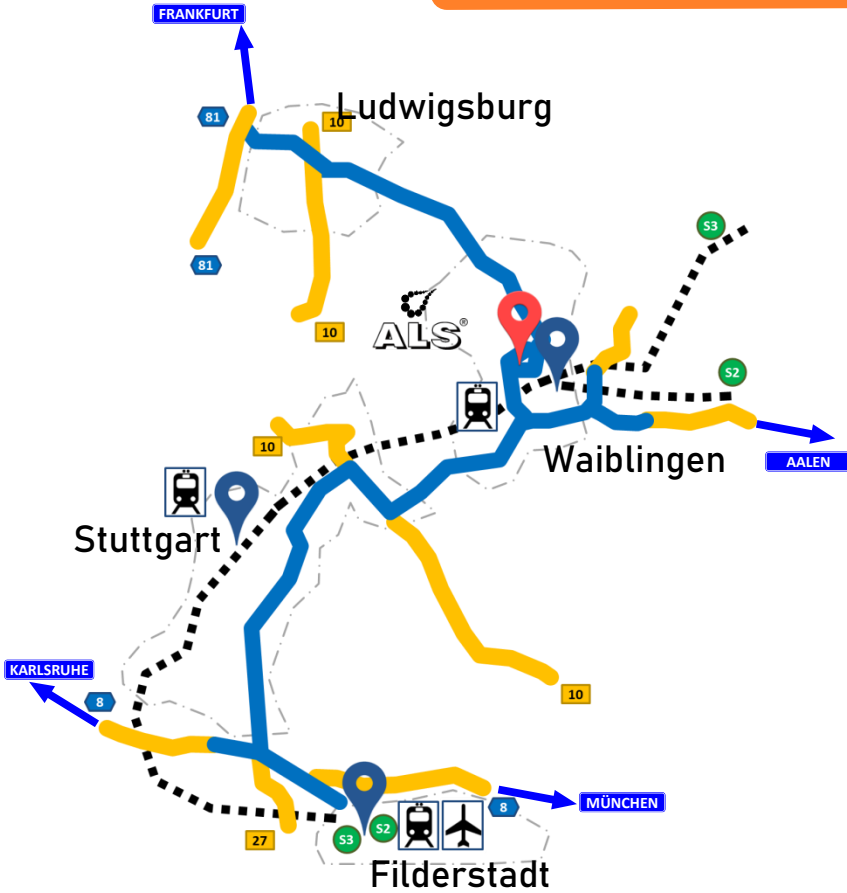 FRANKFURT
Ludwigsburg
81
10
S3
81
ALS®
10
S2
10
Waiblingen
AALEN
Stuttgart
KARLSRUHE
8
10
MÜNCHEN
8
27
S3
S2
Filderstadt